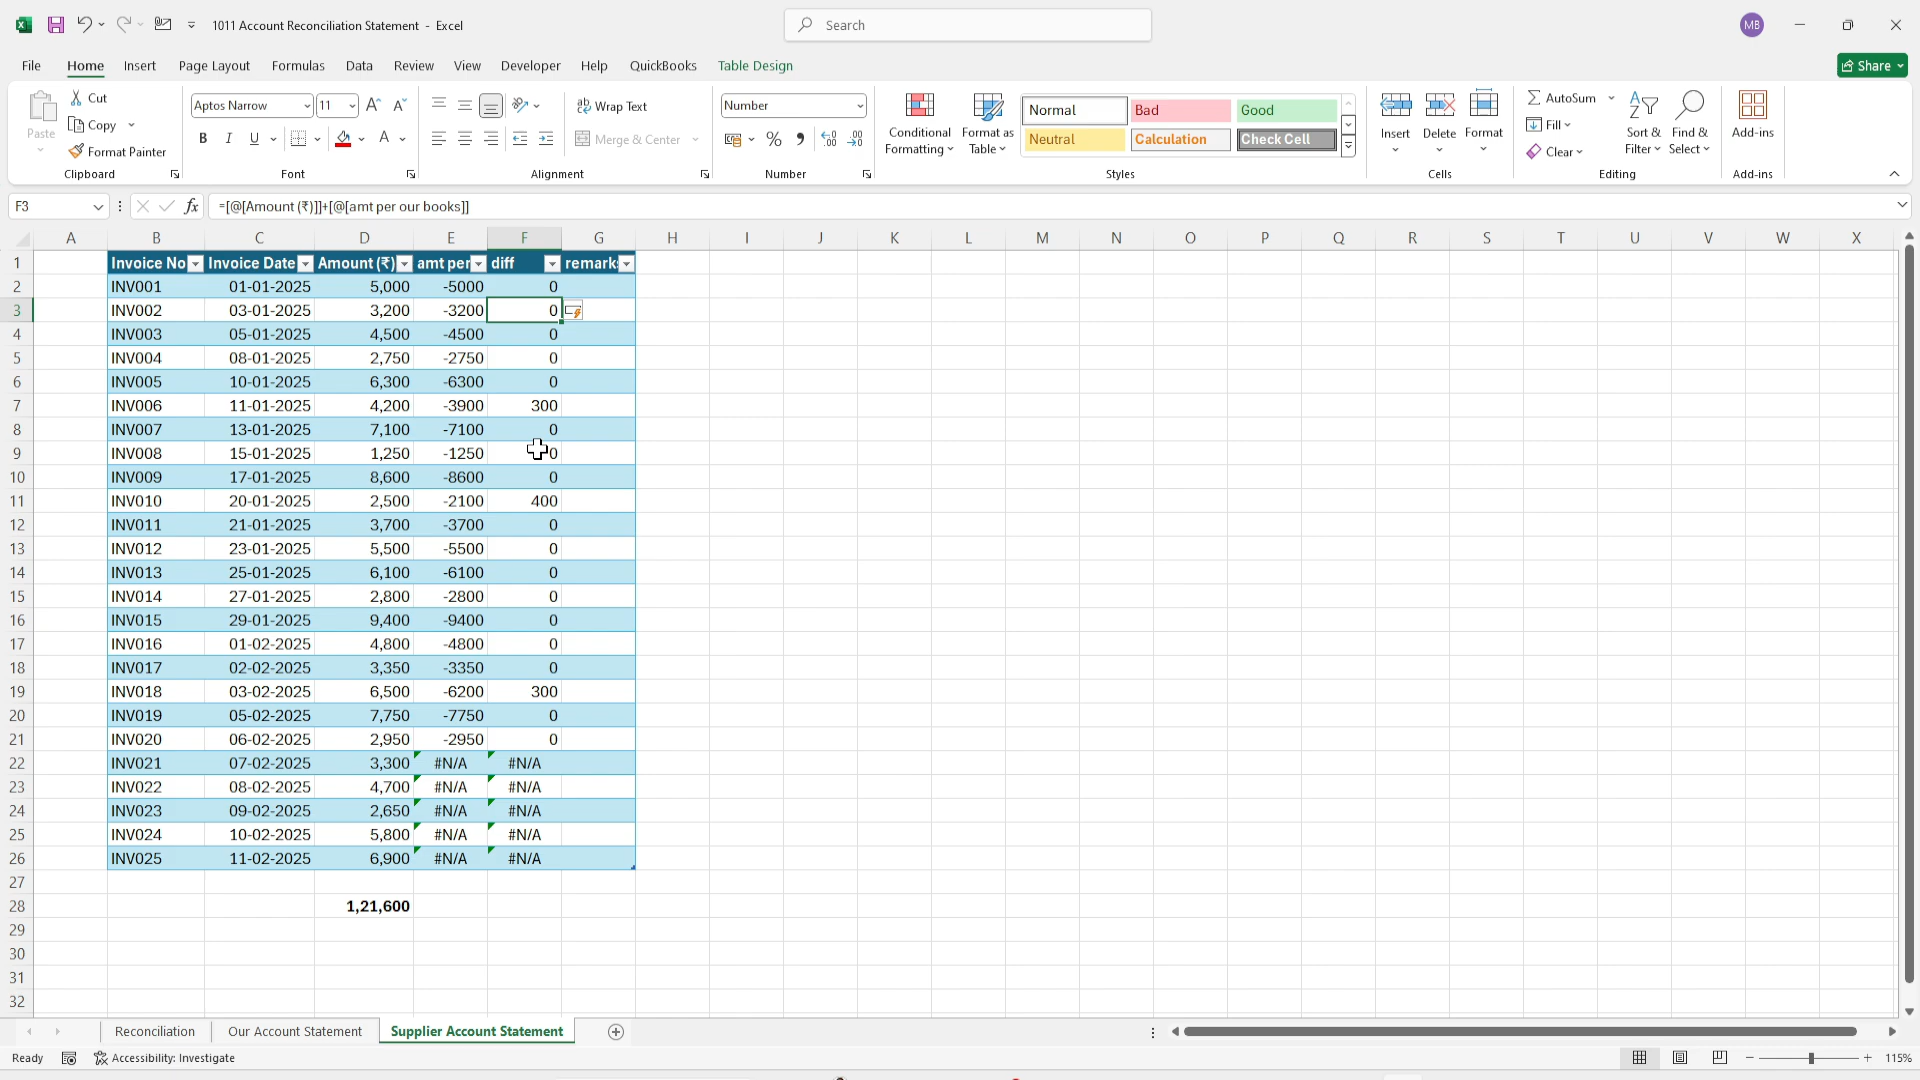 1011 Account Reconciliation Statement - Excel
Search
MB
File Home Insert Page Layout Formulas Data Review View Developer Help QuickBooks Table Design
Share
Paste
Cut
Copy
Format Painter
Clipboard
Aptos Narrow 11
B I U
Font
Wrap Text
Merge & Center
Alignment
Number
Number
Conditional Formatting
Format as Table
Normal Bad Good
Neutral Calculation Check Cell
Styles
Insert Delete Format
Cells
AutoSum
Fill
Clear
Sort & Filter
Find & Select
Editing
Add-ins
Add-ins
F3
fx =[@[Amount (₹)]]+[@[amt per our books]]
A B C D E F G H I J K L M N O P Q R S T U V W X
1 Invoice No Invoice Date Amount (₹) amt per diff remark
2 INV001 01-01-2025 5,000 -5000 0
3 INV002 03-01-2025 3,200 -3200 0
4 INV003 05-01-2025 4,500 -4500 0
5 INV004 08-01-2025 2,750 -2750 0
6 INV005 10-01-2025 6,300 -6300 0
7 INV006 11-01-2025 4,200 -3900 300
8 INV007 13-01-2025 7,100 -7100 0
9 INV008 15-01-2025 1,250 -1250 0
10 INV009 17-01-2025 8,600 -8600 0
11 INV010 20-01-2025 2,500 -2100 400
12 INV011 21-01-2025 3,700 -3700 0
13 INV012 23-01-2025 5,500 -5500 0
14 INV013 25-01-2025 6,100 -6100 0
15 INV014 27-01-2025 2,800 -2800 0
16 INV015 29-01-2025 9,400 -9400 0
17 INV016 01-02-2025 4,800 -4800 0
18 INV017 02-02-2025 3,350 -3350 0
19 INV018 03-02-2025 6,500 -6200 300
20 INV019 05-02-2025 7,750 -7750 0
21 INV020 06-02-2025 2,950 -2950 0
22 INV021 07-02-2025 3,300 #N/A #N/A
23 INV022 08-02-2025 4,700 #N/A #N/A
24 INV023 09-02-2025 2,650 #N/A #N/A
25 INV024 10-02-2025 5,800 #N/A #N/A
26 INV025 11-02-2025 6,900 #N/A #N/A
27
28 1,21,600
29
30
31
32
Reconciliation Our Account Statement Supplier Account Statement
Ready Accessibility: Investigate 115%